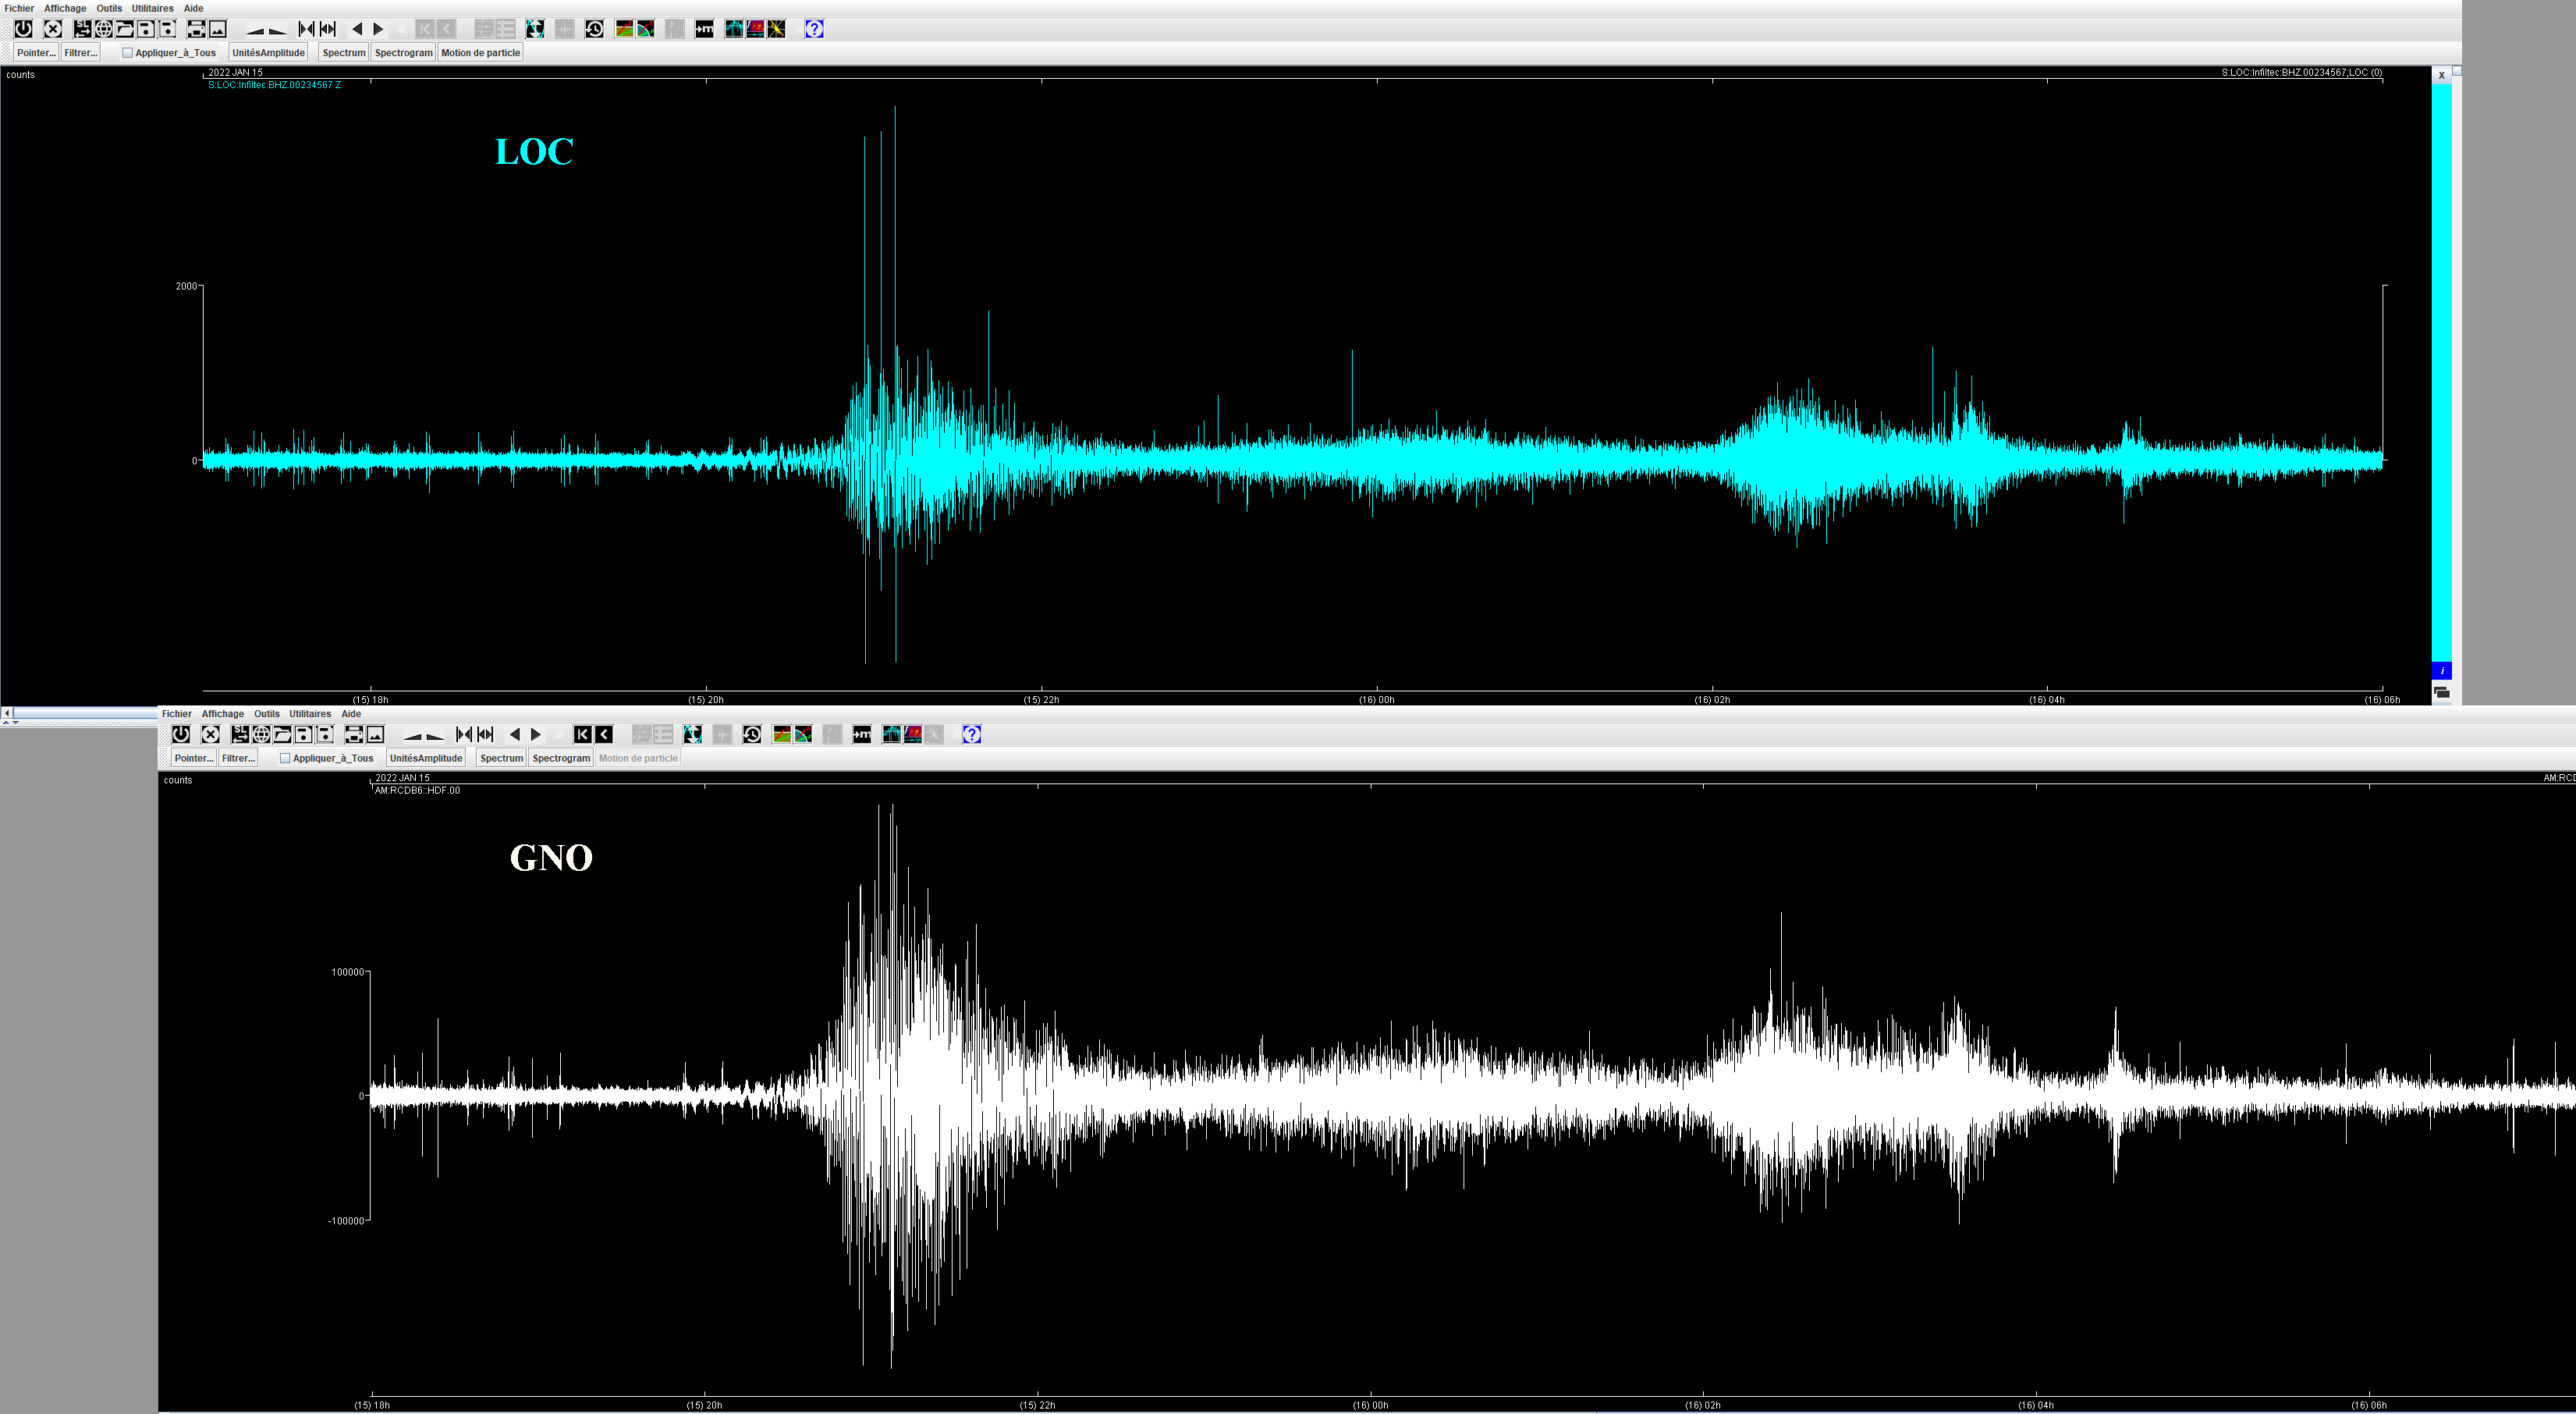 Fichier Affichage Outils Utilitaires Aide
SL
→m
?
Pointer... Filtrer... Appliquer_à_Tous UnitésAmplitude Spectrum Spectrogram Motion de particle
counts
2022 JAN 15
S:LOC:Infiltec:BHZ.00234567;LOC (0)
X
S:LOC:Infiltec:BHZ.00234567 Z
LOC
2000
0
i
(15) 18h (15) 20h (15) 22h (16) 00h (16) 02h (16) 04h (16) 06h
Fichier Affichage Outils Utilitaires Aide
SL
→m
?
Pointer... Filtrer... Appliquer_à_Tous UnitésAmplitude Spectrum Spectrogram Motion de particle
counts
2022 JAN 15
AM:RCD
AM:RCDB6::HDF.00
GNO
100000
0
-100000
(15) 18h (15) 20h (15) 22h (16) 00h (16) 02h (16) 04h (16) 06h